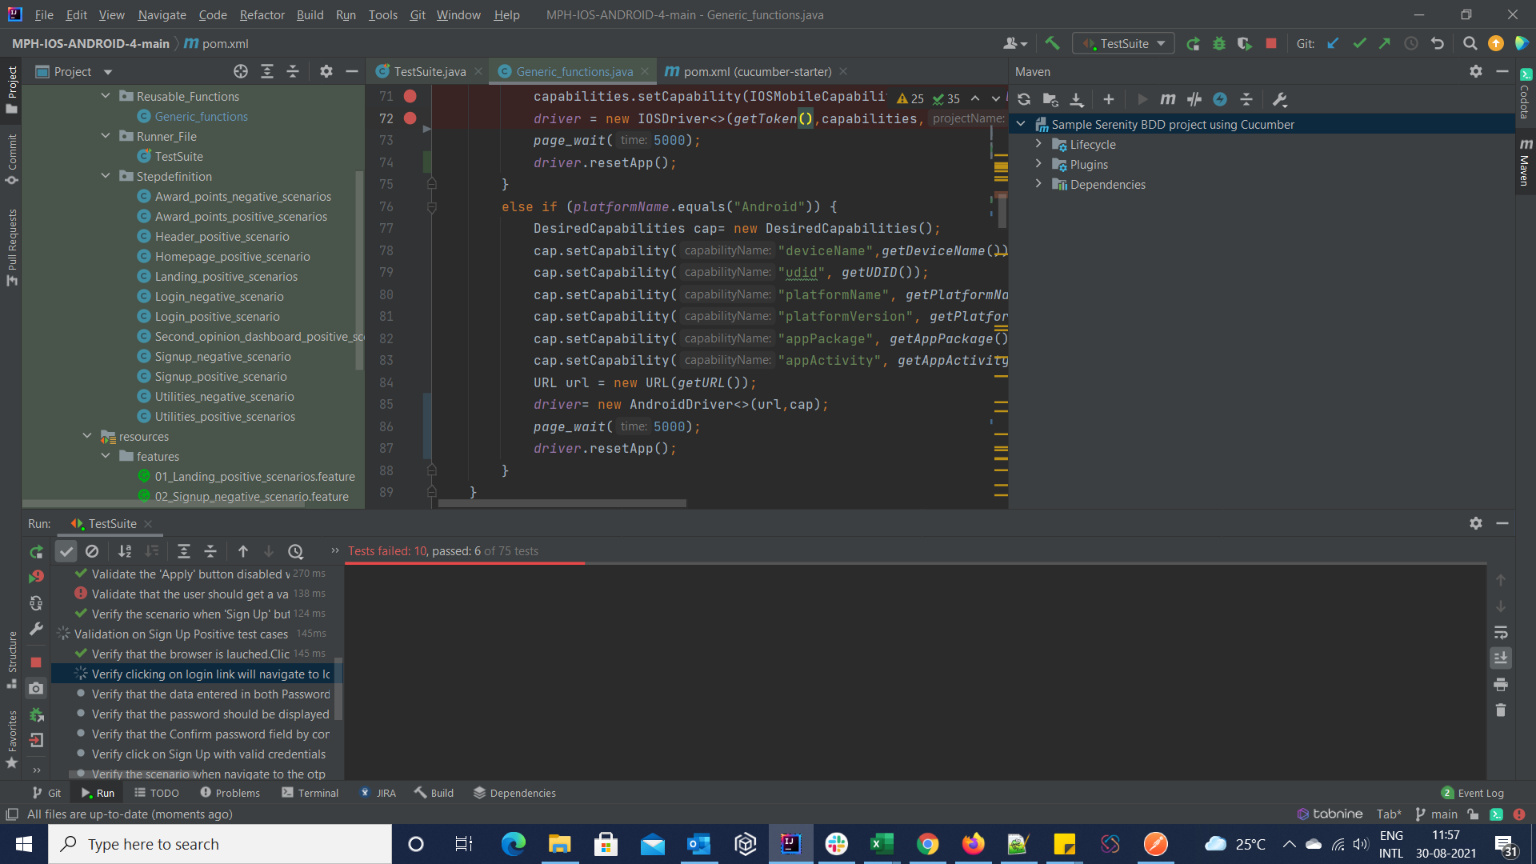 File Edit View Navigate Code Refactor Build Run Tools Git Window Help MPH-IOS-ANDROID-4-main - Generic_functions.java
MPH-IOS-ANDROID-4-main pom.xml TestSuite Git:
Project
TestSuite.java Generic_functions.java pom.xml (cucumber-starter)
Maven
Project
Commit
Pull Requests
Structure
Favorites
Codota
Maven
Reusable_Functions
Generic_functions
Runner_File
TestSuite
Stepdefinition
Award_points_negative_scenarios
Award_points_positive_scenarios
Header_positive_scenario
Homepage_positive_scenario
Landing_positive_scenarios
Login_negative_scenario
Login_positive_scenario
Second_opinion_dashboard_positive_sc
Signup_negative_scenario
Signup_positive_scenario
Utilities_negative_scenario
Utilities_positive_scenarios
resources
features
01_Landing_positive_scenarios.feature
02_Signup_negative_scenario.feature
25 35
71 capabilities.setCapability(IOSMobileCapabili
72 driver = new IOSDriver<>(getToken(),capabilities, projectName:
73 page_wait( time: 5000);
74 driver.resetApp();
75 }
76 else if (platformName.equals("Android")) {
77 DesiredCapabilities cap= new DesiredCapabilities();
78 cap.setCapability( capabilityName: "deviceName",getDeviceName())
79 cap.setCapability( capabilityName: "udid", getUDID());
80 cap.setCapability( capabilityName: "platformName", getPlatformNa
81 cap.setCapability( capabilityName: "platformVersion", getPlatfor
82 cap.setCapability( capabilityName: "appPackage", getAppPackage()
83 cap.setCapability( capabilityName: "appActivity", getAppActivity
84 URL url = new URL(getURL());
85 driver= new AndroidDriver<>(url,cap);
86 page_wait( time: 5000);
87 driver.resetApp();
88 }
89 }
Sample Serenity BDD project using Cucumber
Lifecycle
Plugins
Dependencies
Run: TestSuite
Tests failed: 10, passed: 6 of 75 tests
Validate the 'Apply' button disabled v 270 ms
Validate that the user should get a va 138 ms
Verify the scenario when 'Sign Up' but 124 ms
Validation on Sign Up Positive test cases 145ms
Verify that the browser is lauched.Clic 145 ms
Verify clicking on login link will navigate to lo
Verify that the data entered in both Password
Verify that the password should be displayed
Verify that the Confirm password field by cor
Verify click on Sign Up with valid credentials
Verify the scenario when navigate to the otp
Git Run TODO Problems Terminal JIRA Build Dependencies 2 Event Log
All files are up-to-date (moments ago) tabnine Tab* main
Type here to search 25°C ENG 11:57
INTL 30-08-2021 31